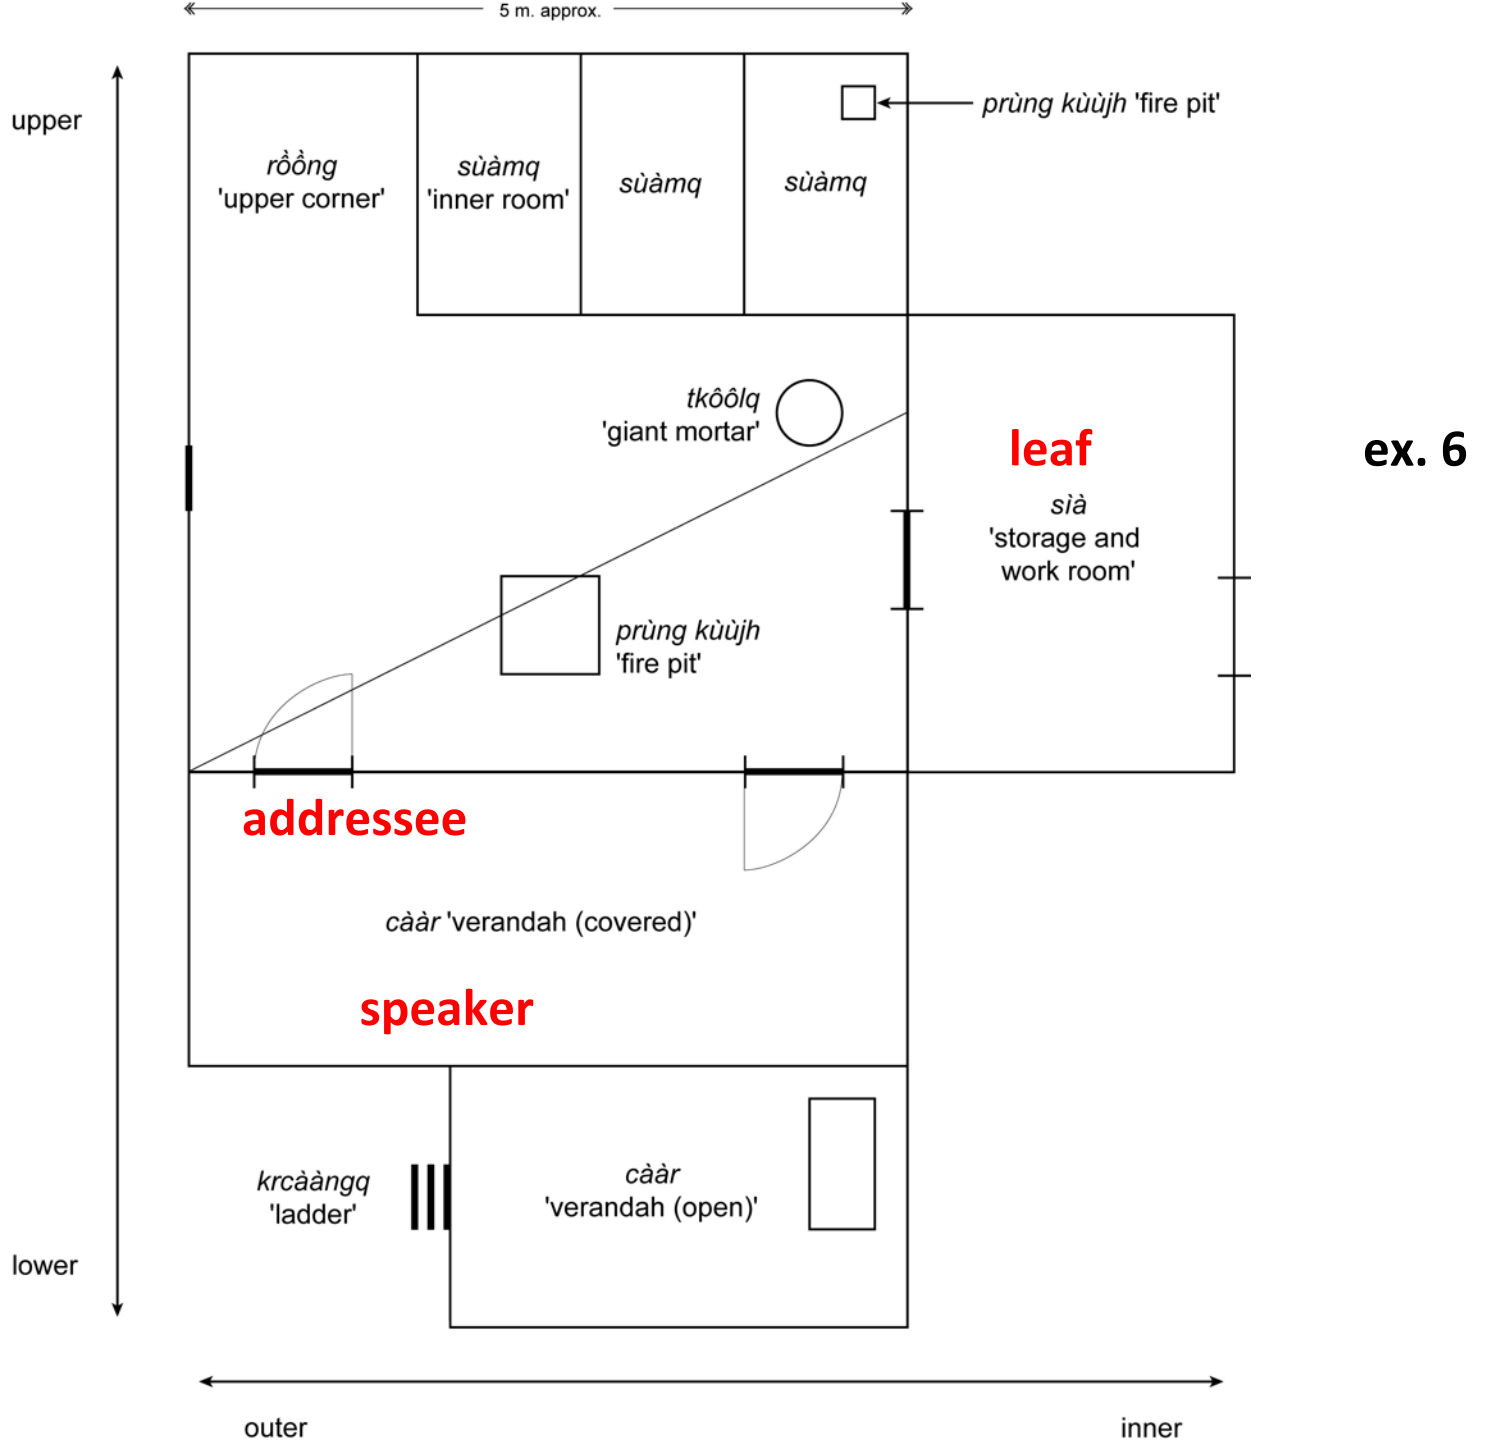 5 m. approx.
upper
prùng kùùjh 'fire pit'
rồồng
'upper corner'
sùàmq
'inner room'
sùàmq
sùàmq
tkôôlq
'giant mortar'
leaf
ex. 6
sìà
'storage and
work room'
prùng kùùjh
'fire pit'
addressee
cààr 'verandah (covered)'
speaker
krcààngq
'ladder'
cààr
'verandah (open)'
lower
outer
inner